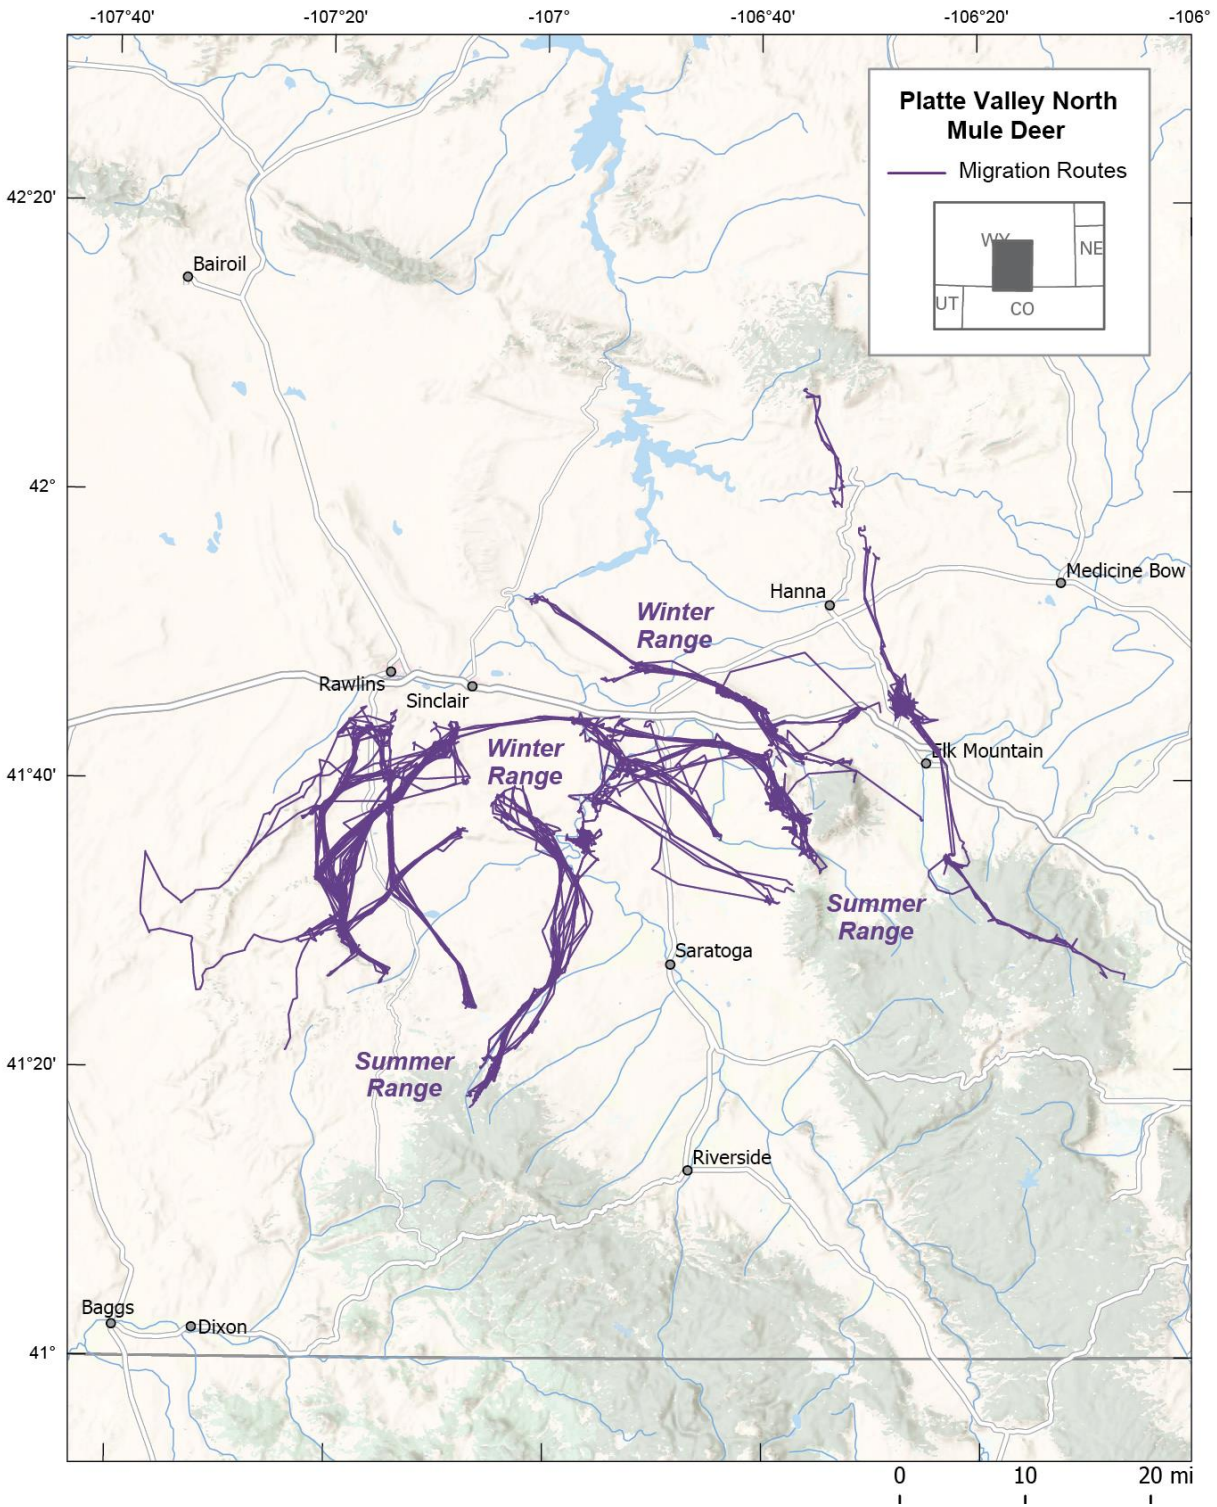 -107°40'
-107°20'
-107°
-106°40'
-106°20'
-106°
Platte Valley North
Mule Deer
Migration Routes
WY
NE
UT
CO
42°20'
Bairoil
42°
Medicine Bow
Hanna
Winter
Range
Rawlins
Sinclair
Winter
Range
Elk Mountain
41°40'
Summer
Range
Saratoga
41°20'
Summer
Range
Riverside
Baggs
Dixon
41°
0
10
20 mi